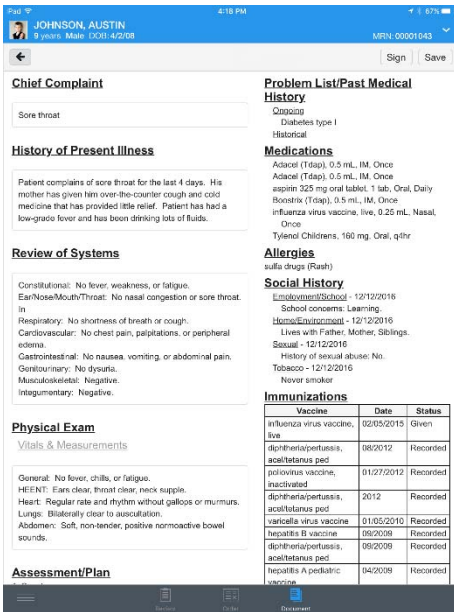 iPad
4:18 PM
67%
JOHNSON, AUSTIN
9 years Male DOB:4/2/08
MRN:00001043
Sign
Save
Chief Complaint
Sore throat
History of Present Illness
Patient complains of sore throat for the last 4 days. His
mother has given him over-the-counter cough and cold
medicine that has provided little relief. Patient has had a
low-grade fever and has been drinking lots of fluids.
Review of Systems
Constitutional: No fever, weakness, or fatigue.
Ear/Nose/Mouth/Throat: No nasal congestion or sore throat.
In
Respiratory: No shortness of breath or cough.
Cardiovascular: No chest pain, palpitations, or peripheral
edema.
Gastrointestinal: No nausea, vomiting, or abdominal pain.
Genitourinary: No dysuria.
Musculoskeletal: Negative.
Integumentary: Negative.
Physical Exam
Vitals & Measurements
General: No fever, chills, or fatigue.
HEENT: Ears clear, throat clear, neck supple.
Heart: Regular rate and rhythm without gallops or murmurs.
Lungs: Bilaterally clear to auscultation.
Abdomen: Soft, non-tender, positive normoactive bowel
sounds.
Assessment/Plan
Problem List/Past Medical
History
Ongoing
Diabetes type I
Historical
Medications
Adacel (Tdap), 0.5 mL, IM, Once
Adacel (Tdap), 0.5 mL, IM, Once
aspirin 325 mg oral tablet, 1 tab, Oral, Daily
Boostrix (Tdap), 0.5 mL, IM, Once
influenza virus vaccine, live, 0.25 mL, Nasal,
Once
Tylenol Childrens, 160 mg, Oral, q4hr
Allergies
sulfa drugs (Rash)
Social History
Employment/School - 12/12/2016
School concerns: Learning.
Home/Environment - 12/12/2016
Lives with Father, Mother, Siblings.
Sexual - 12/12/2016
History of sexual abuse: No.
Tobacco - 12/12/2016
Never smoker
Immunizations
Vaccine Date Status
influenza virus vaccine, 02/05/2015 Given
live
diphtheria/pertussis, 08/2012 Recorded
acel/tetanus ped
poliovirus vaccine, 01/27/2012 Recorded
inactivated
diphtheria/pertussis, 2012 Recorded
acel/tetanus ped
varicella virus vaccine 01/05/2010 Recorded
hepatitis B vaccine 09/2009 Recorded
diphtheria/pertussis, 09/2009 Recorded
acel/tetanus ped
hepatitis A pediatric 04/2009 Recorded
vaccine
Review
Order
Document